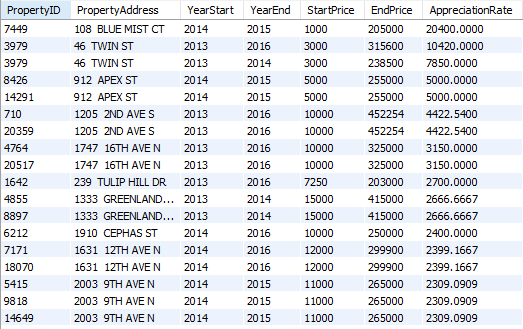 PropertyID PropertyAddress YearStart YearEnd StartPrice EndPrice AppreciationRate
7449 108 BLUE MIST CT 2014 2015 1000 205000 20400.0000
3979 46 TWIN ST 2013 2016 3000 315600 10420.0000
3979 46 TWIN ST 2013 2014 3000 238500 7850.0000
8426 912 APEX ST 2014 2015 5000 255000 5000.0000
14291 912 APEX ST 2014 2015 5000 255000 5000.0000
710 1205 2ND AVE S 2013 2016 10000 452254 4422.5400
20359 1205 2ND AVE S 2013 2016 10000 452254 4422.5400
4764 1747 16TH AVE N 2013 2016 10000 325000 3150.0000
20517 1747 16TH AVE N 2013 2016 10000 325000 3150.0000
1642 239 TULIP HILL DR 2013 2016 7250 203000 2700.0000
4855 1333 GREENLAND... 2013 2014 15000 415000 2666.6667
8897 1333 GREENLAND... 2013 2014 15000 415000 2666.6667
6212 1910 CEPHAS ST 2014 2016 10000 250000 2400.0000
7171 1631 12TH AVE N 2014 2016 12000 299900 2399.1667
18070 1631 12TH AVE N 2014 2016 12000 299900 2399.1667
5415 2003 9TH AVE N 2014 2015 11000 265000 2309.0909
9818 2003 9TH AVE N 2014 2015 11000 265000 2309.0909
14649 2003 9TH AVE N 2014 2015 11000 265000 2309.0909